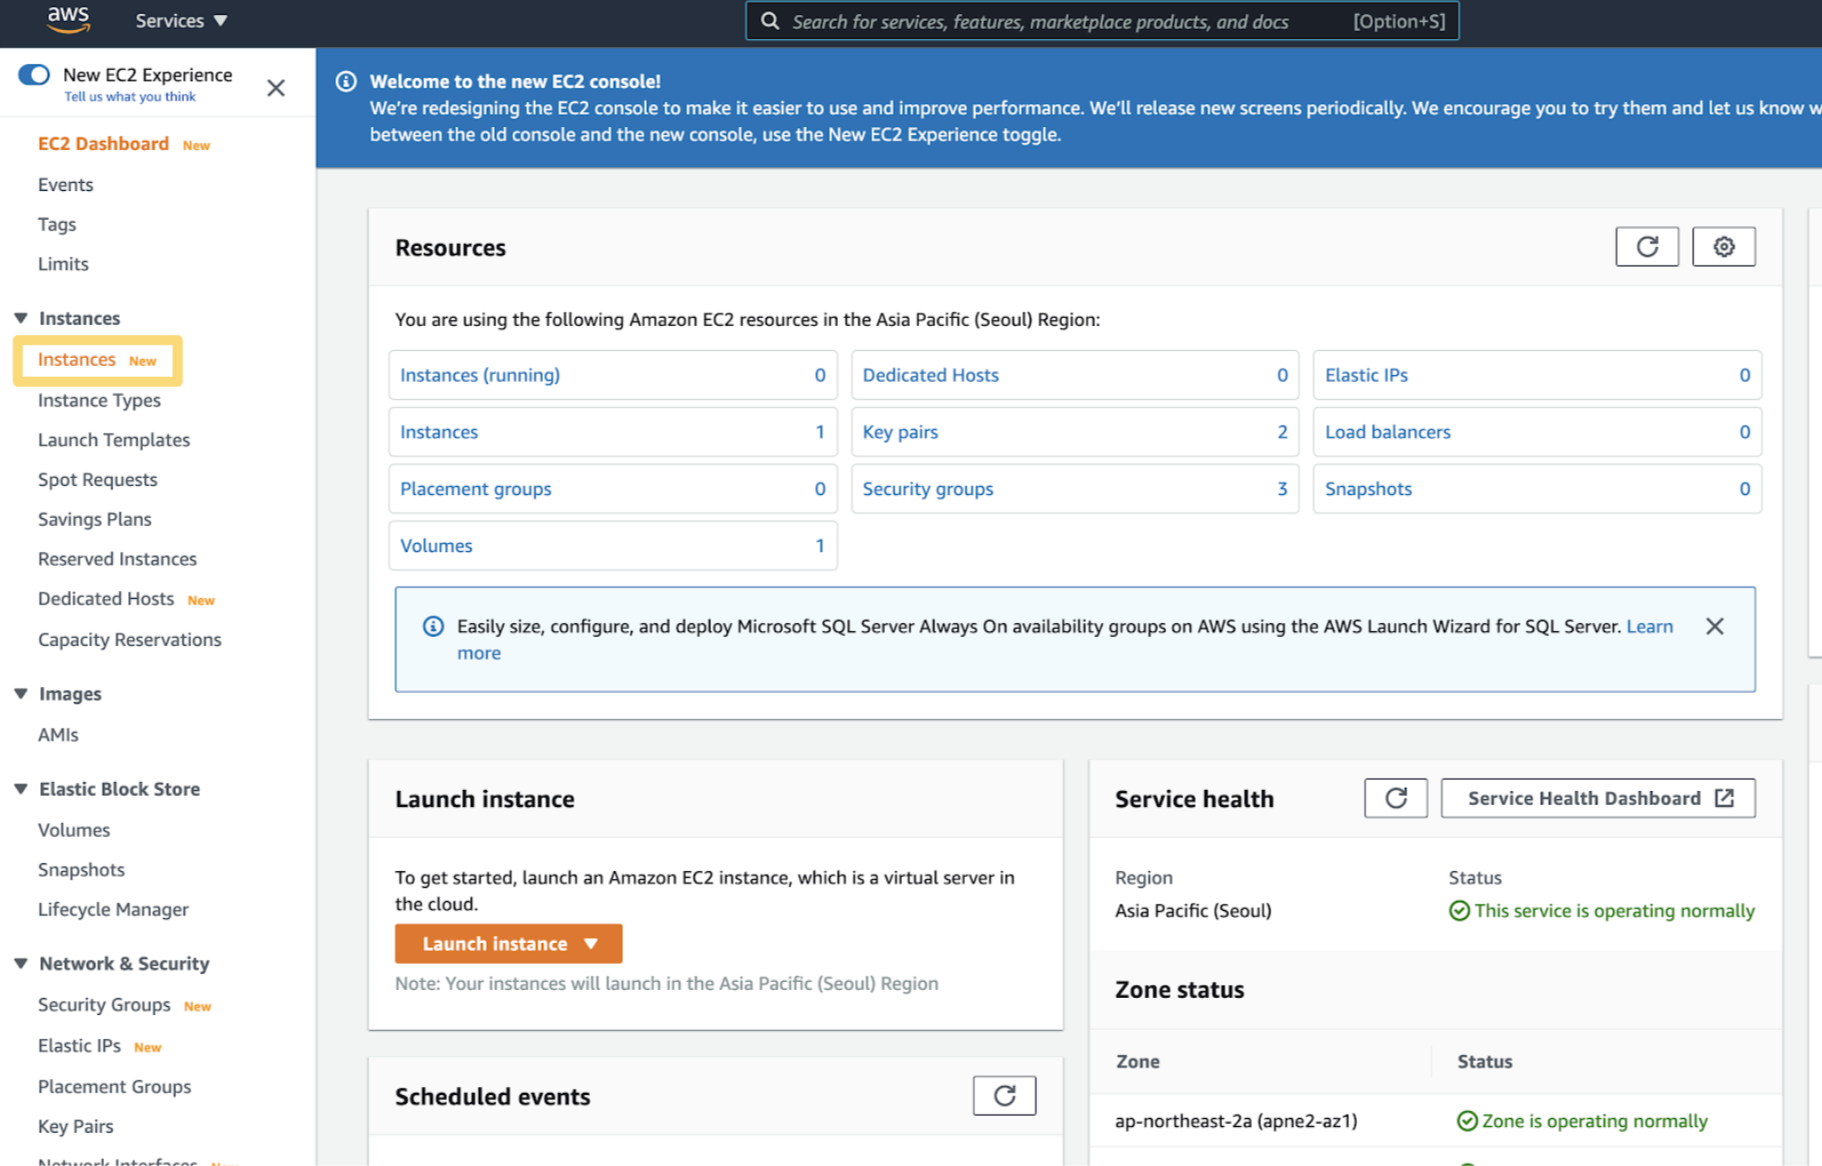 aws
Services ▼
Search for services, features, marketplace products, and docs [Option+S]
New EC2 Experience
Tell us what you think
EC2 Dashboard New
Events
Tags
Limits
Instances
Instances New
Instance Types
Launch Templates
Spot Requests
Savings Plans
Reserved Instances
Dedicated Hosts New
Capacity Reservations
Images
AMIs
Elastic Block Store
Volumes
Snapshots
Lifecycle Manager
Network & Security
Security Groups New
Elastic IPs New
Placement Groups
Key Pairs
Network Interfaces New
Welcome to the new EC2 console!
We're redesigning the EC2 console to make it easier to use and improve performance. We'll release new screens periodically. We encourage you to try them and let us know
between the old console and the new console, use the New EC2 Experience toggle.
Resources
You are using the following Amazon EC2 resources in the Asia Pacific (Seoul) Region:
Instances (running) 0
Dedicated Hosts 0
Elastic IPs 0
Instances 1
Key pairs 2
Load balancers 0
Placement groups 0
Security groups 3
Snapshots 0
Volumes 1
Easily size, configure, and deploy Microsoft SQL Server Always On availability groups on AWS using the AWS Launch Wizard for SQL Server. Learn
more
Launch instance
To get started, launch an Amazon EC2 instance, which is a virtual server in
the cloud.
Launch instance ▼
Note: Your instances will launch in the Asia Pacific (Seoul) Region
Scheduled events
Service health
Service Health Dashboard
Region
Status
Asia Pacific (Seoul)
This service is operating normally
Zone status
Zone
Status
ap-northeast-2a (apne2-az1)
Zone is operating normally